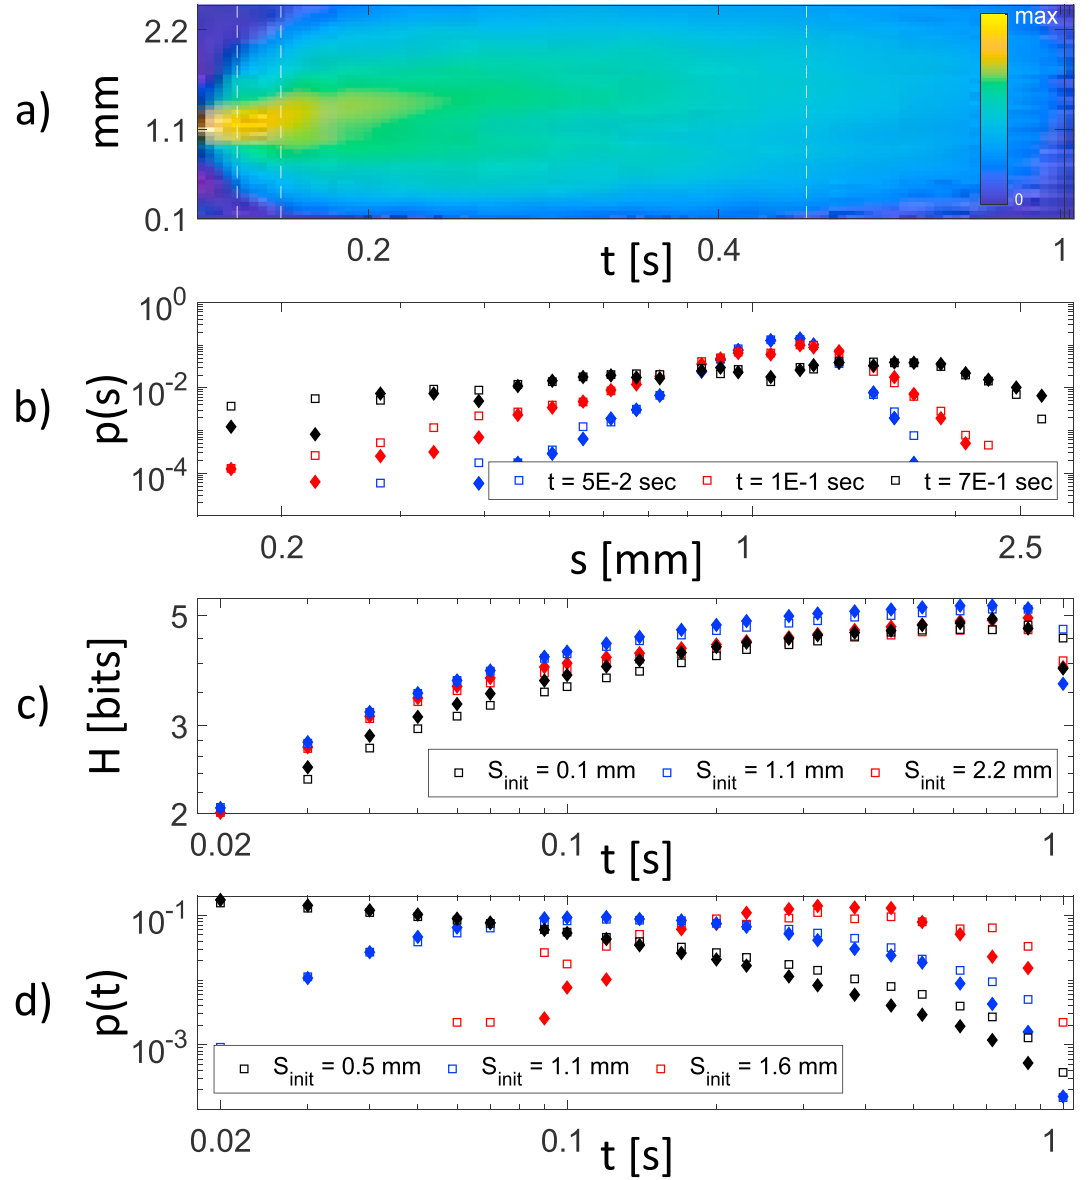 a)
mm
2.2
1.1
0.1
max
0
0.2
0.4
1
t [s]
b)
p(s)
10^0
10^-2
10^-4
t = 5E-2 sec
t = 1E-1 sec
t = 7E-1 sec
0.2
1
2.5
s [mm]
c)
H [bits]
5
3
2
S_init = 0.1 mm
S_init = 1.1 mm
S_init = 2.2 mm
0.02
0.1
1
t [s]
d)
p(t)
10^-1
10^-3
S_init = 0.5 mm
S_init = 1.1 mm
S_init = 1.6 mm
0.02
0.1
1
t [s]